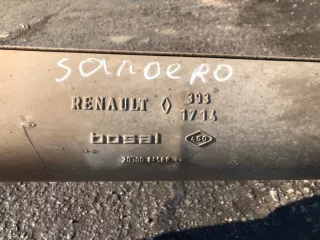 SANDERO
RENAULT 393
1714
bosal